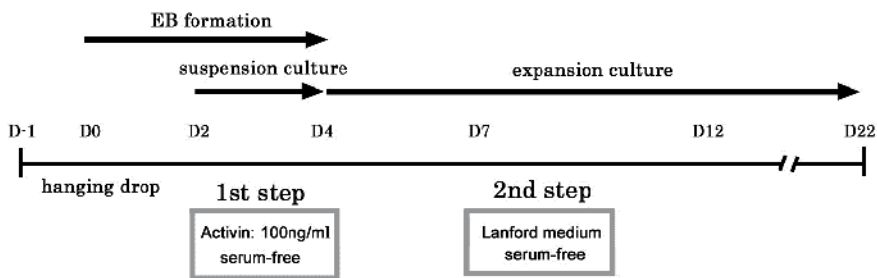 EB formation
suspension culture
expansion culture
D-1 D0 D2 D4 D7 D12 D22
hanging drop
1st step
2nd step
Activin: 100ng/ml
serum-free
Lanford medium
serum-free